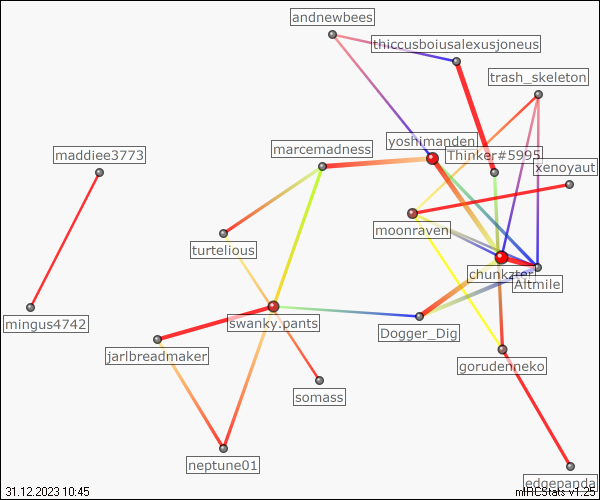 andnewbees
thiccusboiusalexusjoneus
trash_skeleton
yoshimanden
marcemadness
Thinker#5995
maddiee3773
xenoyaut
moonraven
turtelious
chunkzter
Altmile
mingus4742
swanky.pants
Dogger_Dig
jarlbreadmaker
gorudenneko
somass
neptune01
edgepanda
31.12.2023 10:45
mIRCStats v1.25